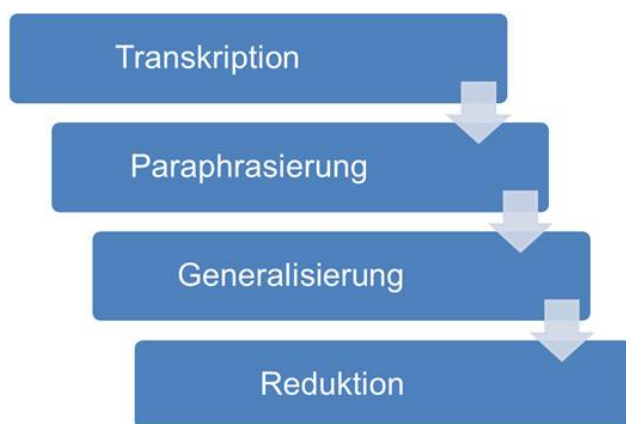 Transkription
Paraphrasierung
Generalisierung
Reduktion